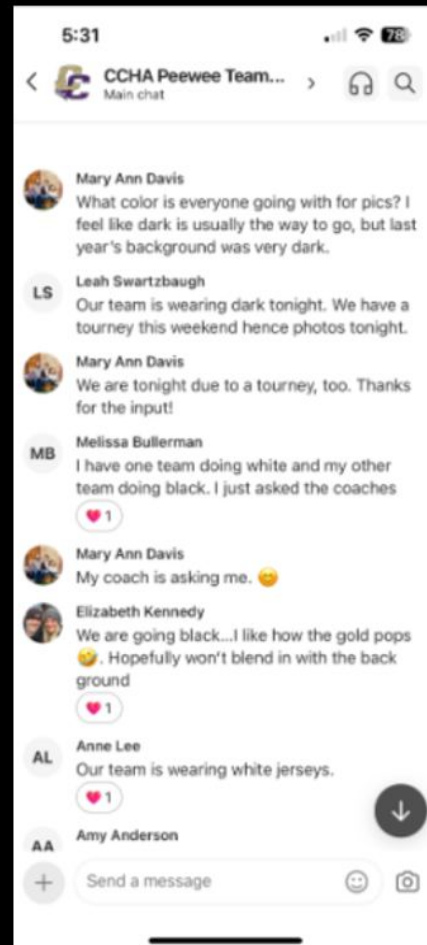 5:31
78
CCHA Peewee Team...
Main chat
Mary Ann Davis
What color is everyone going with for pics? I
feel like dark is usually the way to go, but last
year's background was very dark.
LS
Leah Swartzbaugh
Our team is wearing dark tonight. We have a
tourney this weekend hence photos tonight.
Mary Ann Davis
We are tonight due to a tourney, too. Thanks
for the input!
MB
Melissa Bullerman
I have one team doing white and my other
team doing black. I just asked the coaches
1
Mary Ann Davis
My coach is asking me. 😊
Elizabeth Kennedy
We are going black...I like how the gold pops
🤣. Hopefully won't blend in with the back
ground
1
AL
Anne Lee
Our team is wearing white jerseys.
1
AA
Amy Anderson
Send a message